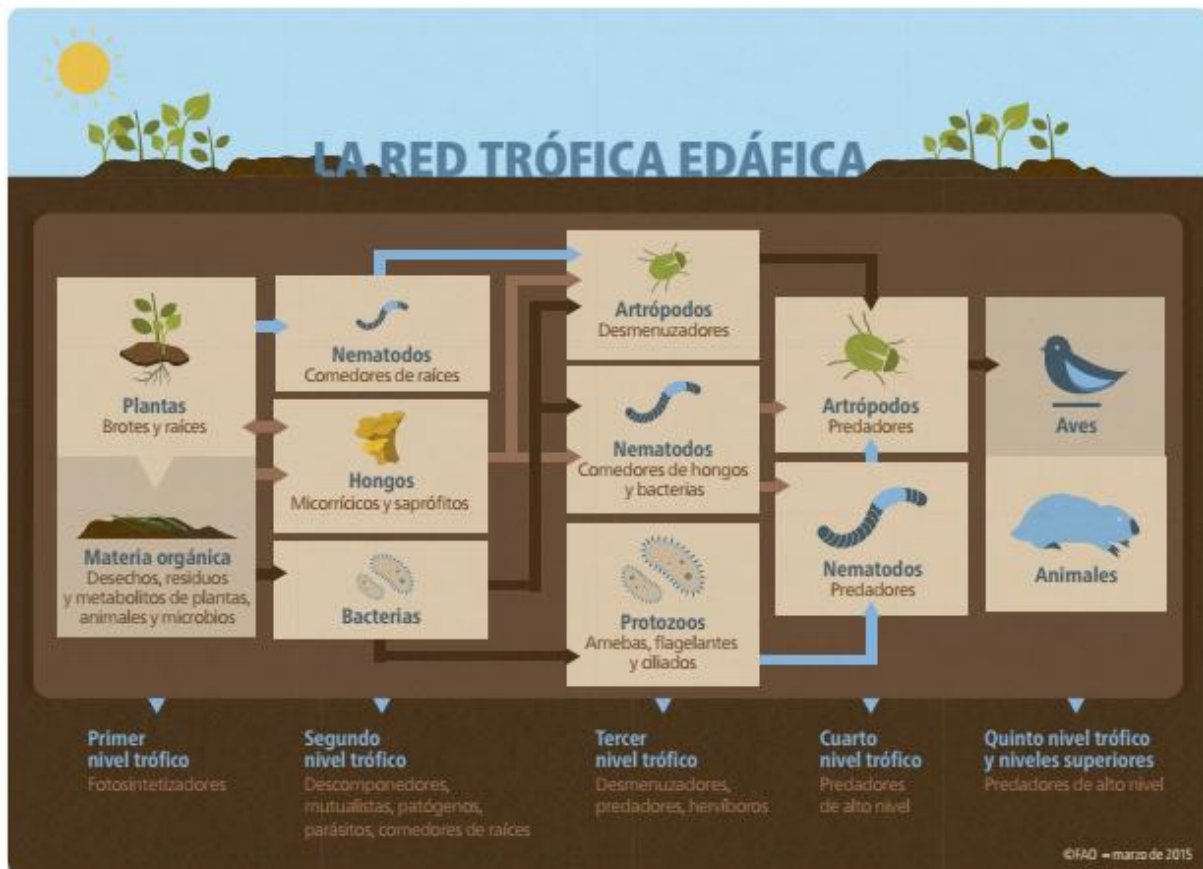 LA RED TRÓFICA EDÁFICA
Plantas
Brotes y raíces
Materia orgánica
Desechos, residuos
y metabolitos de plantas,
animales y microbios
Nematodos
Comedores de raíces
Hongos
Micorrícicos y saprófitos
Bacterias
Artrópodos
Desmenuzadores
Nematodos
Comedores de hongos
y bacterias
Protozoos
Amebas, flagelantes
y ciliados
Artrópodos
Predadores
Nematodos
Predadores
Aves
Animales
Primer
nivel trófico
Fotosintetizadores
Segundo
nivel trófico
Descomponedores,
mutualistas, patógenos,
parásitos, comedores de raíces
Tercer
nivel trófico
Desmenuzadores,
predadores, hervíboros
Cuarto
nivel trófico
Predadores
de alto nivel
Quinto nivel trófico
y niveles superiores
Predadores de alto nivel
©FAO – marzo de 2015